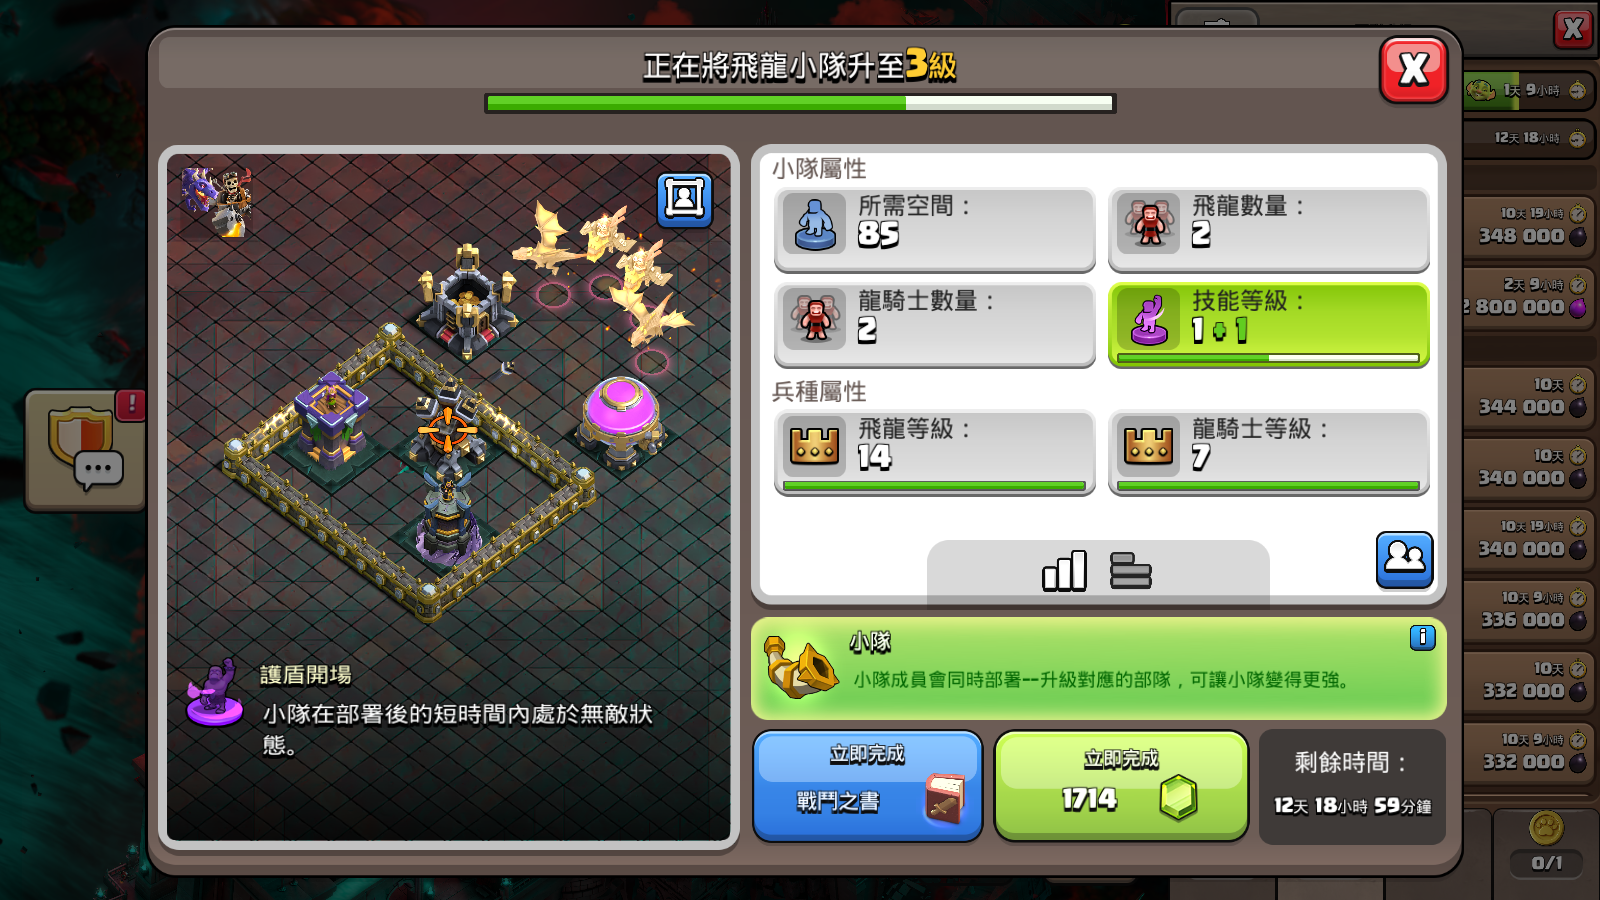 正在將飛龍小隊升至3級
小隊屬性
所需空間：
85
飛龍數量：
2
龍騎士數量：
2
技能等級：
1+1
兵種屬性
飛龍等級：
14
龍騎士等級：
7
護盾開場
小隊在部署後的短時間內處於無敵狀
態。
小隊
小隊成員會同時部署--升級對應的部隊，可讓小隊變得更強。
立即完成
戰鬥之書
立即完成
1714
剩餘時間：
12天 18小時 59分鐘
1天 9小時
12天 18小時
10天 19小時
348 000
2天 9小時
2 800 000
10天
344 000
10天
340 000
10天 19小時
340 000
10天 9小時
336 000
10天
332 000
10天 9小時
332 000
0/1